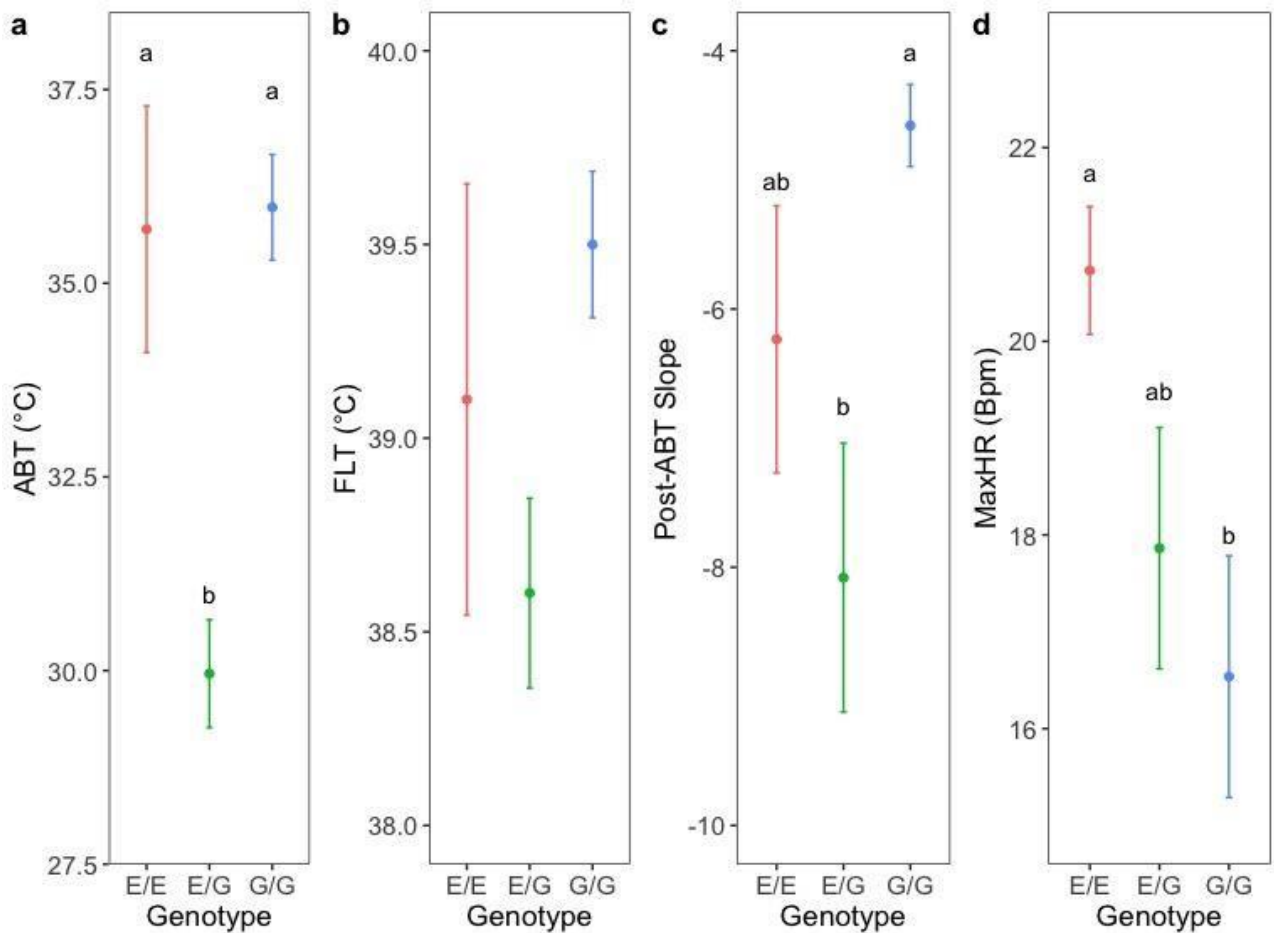 a
ABT (°C)
37.5
35.0
32.5
30.0
27.5
a
b
a
E/E E/G G/G
Genotype
b
FLT (°C)
40.0
39.5
39.0
38.5
38.0
E/E E/G G/G
Genotype
c
Post-ABT Slope
-4
-6
-8
-10
ab
b
a
E/E E/G G/G
Genotype
d
MaxHR (Bpm)
22
20
18
16
a
ab
b
E/E E/G G/G
Genotype